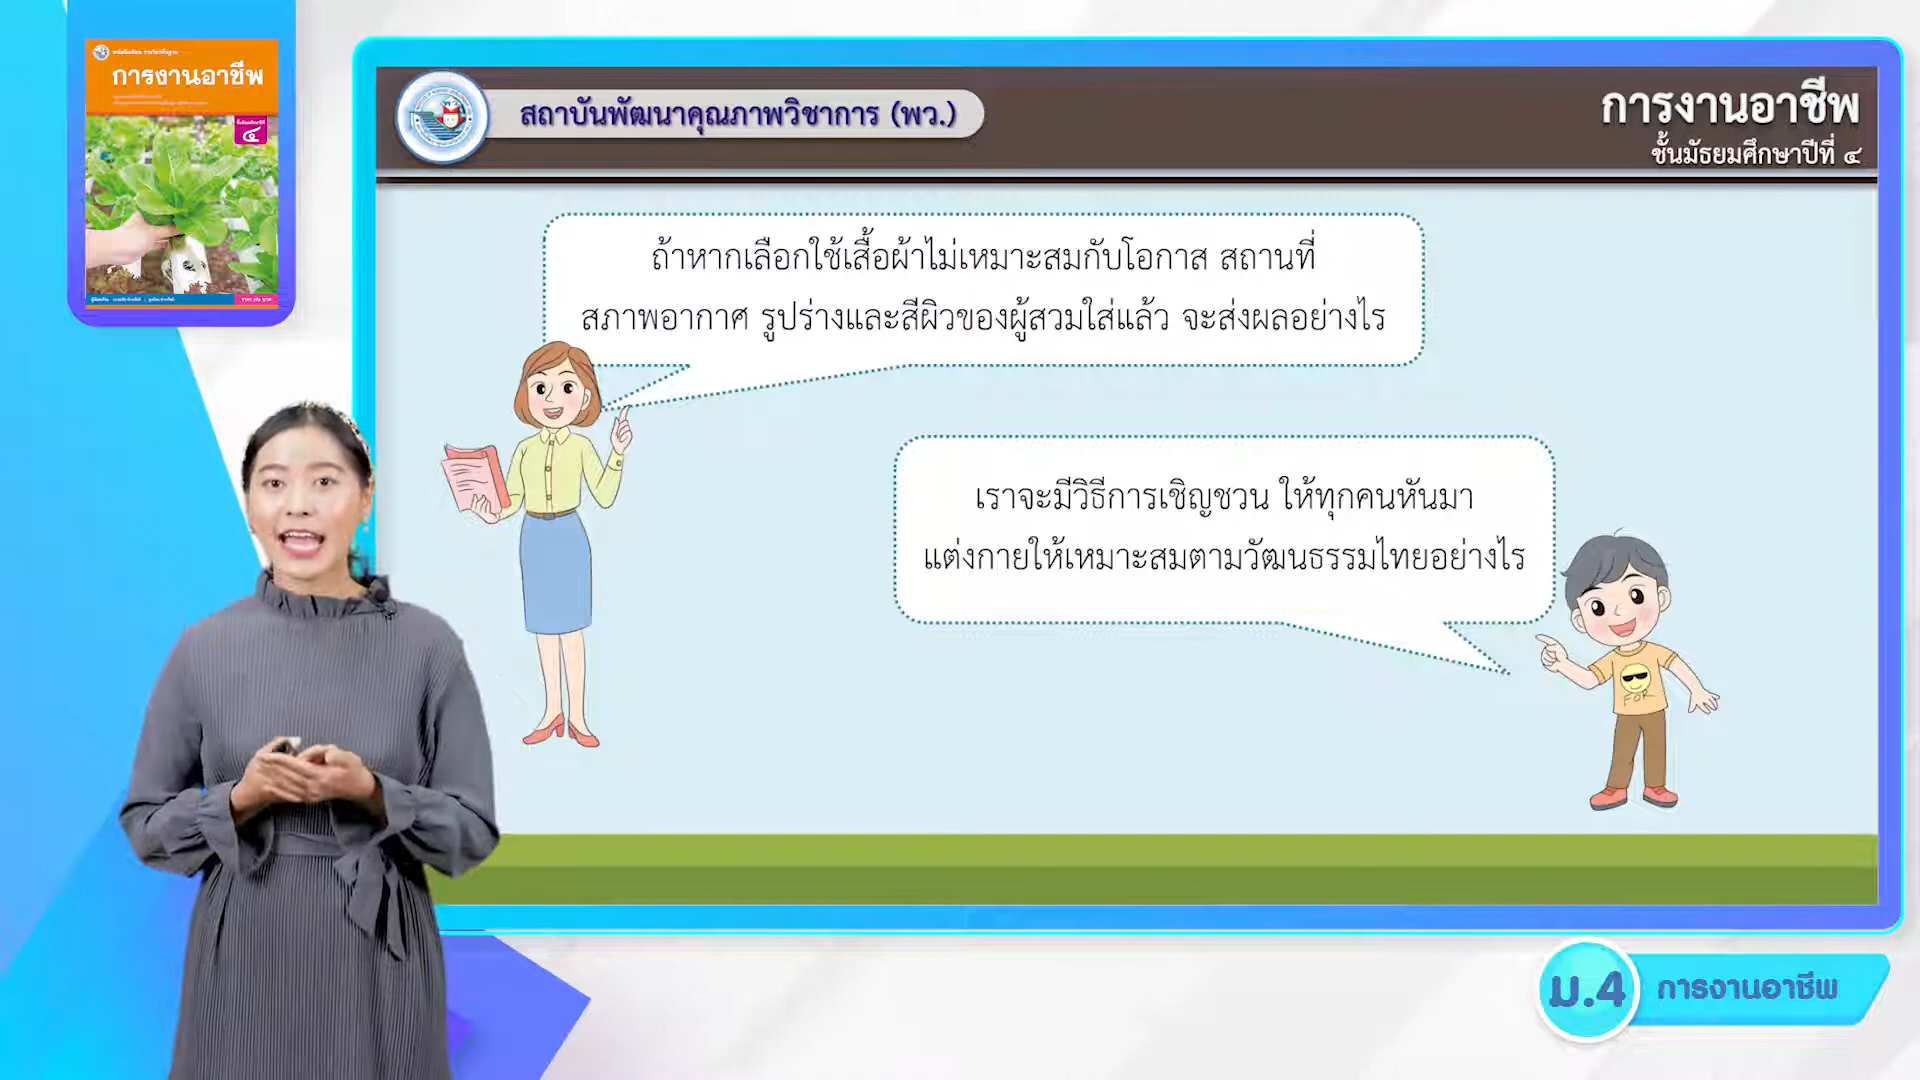 การงานอาชีพ
๔
สถาบันพัฒนาคุณภาพวิชาการ (พว.)
การงานอาชีพ
ชั้นมัธยมศึกษาปีที่ ๔
ถ้าหากเลือกใช้เสื้อผ้าไม่เหมาะสมกับโอกาส สถานที่
สภาพอากาศ รูปร่างและสีผิวของผู้สวมใส่แล้ว จะส่งผลอย่างไร
เราจะมีวิธีการเชิญชวน ให้ทุกคนหันมา
แต่งกายให้เหมาะสมตามวัฒนธรรมไทยอย่างไร
ม.4 การงานอาชีพ